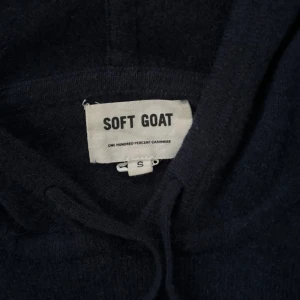 SOFT GOAT
ONE HUNDRED PERCENT CASHMERE
S